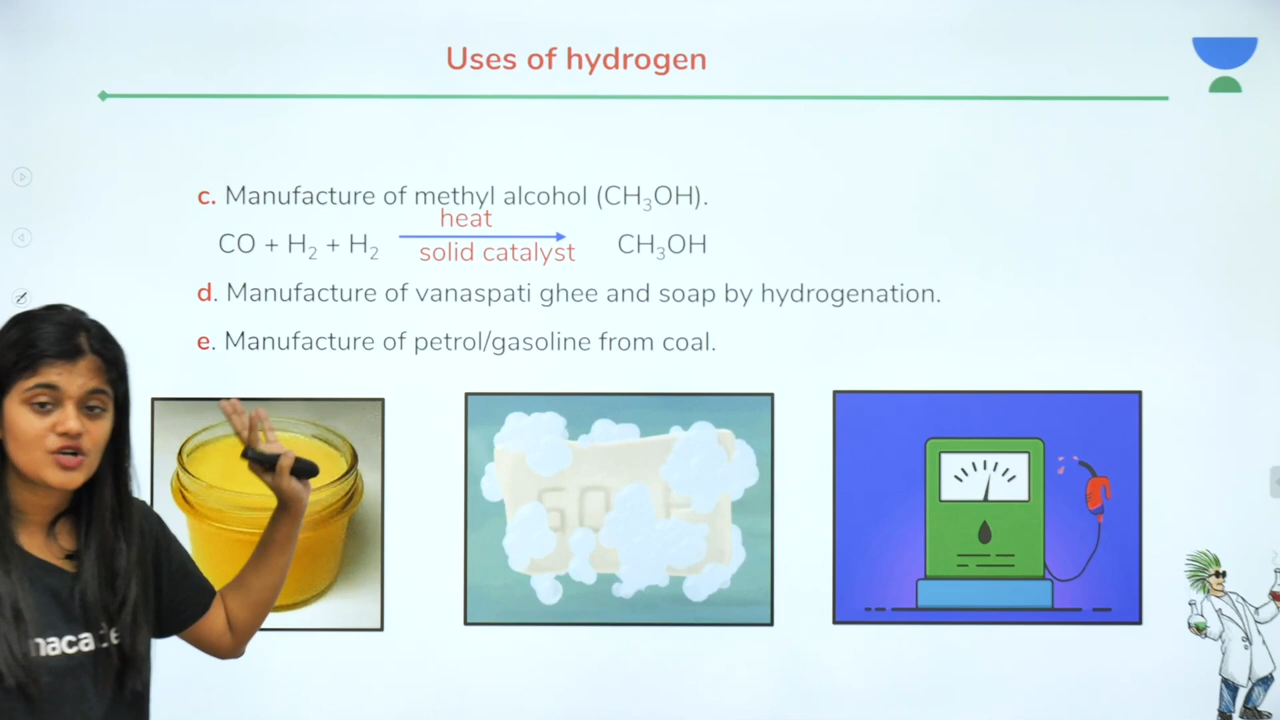 Uses of hydrogen
c. Manufacture of methyl alcohol (CH₃OH).
heat
CO + H₂ + H₂ CH₃OH
solid catalyst
d. Manufacture of vanaspati ghee and soap by hydrogenation.
e. Manufacture of petrol/gasoline from coal.